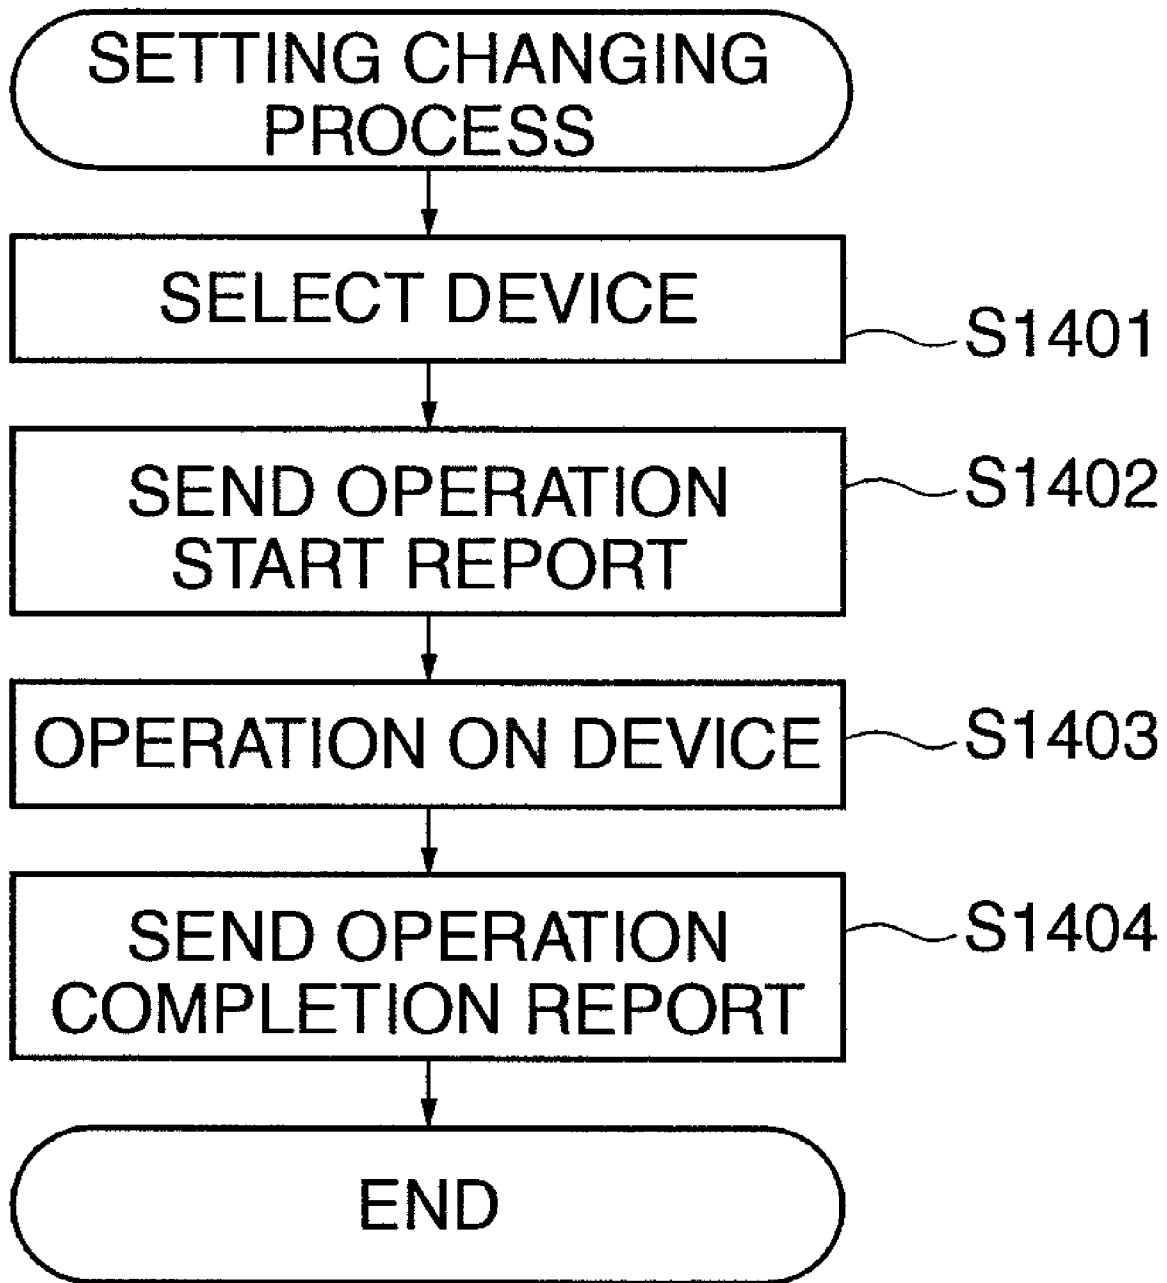 SETTING CHANGING
PROCESS
SELECT DEVICE
S1401
SEND OPERATION
START REPORT
S1402
OPERATION ON DEVICE
S1403
SEND OPERATION
COMPLETION REPORT
S1404
END